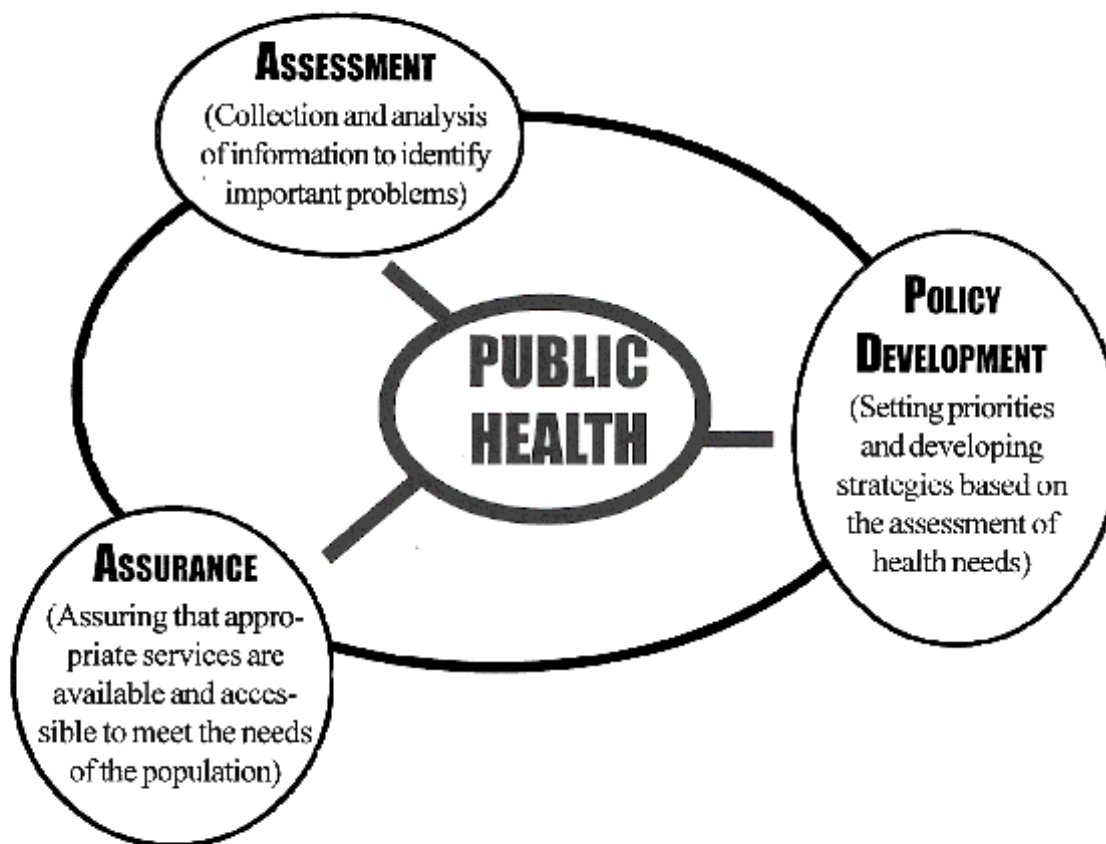 ASSESSMENT
(Collection and analysis
of information to identify
important problems)
PUBLIC
HEALTH
POLICY
DEVELOPMENT
(Setting priorities
and developing
strategies based on
the assessment of
health needs)
ASSURANCE
(Assuring that appro-
priate services are
available and acces-
sible to meet the needs
of the population)